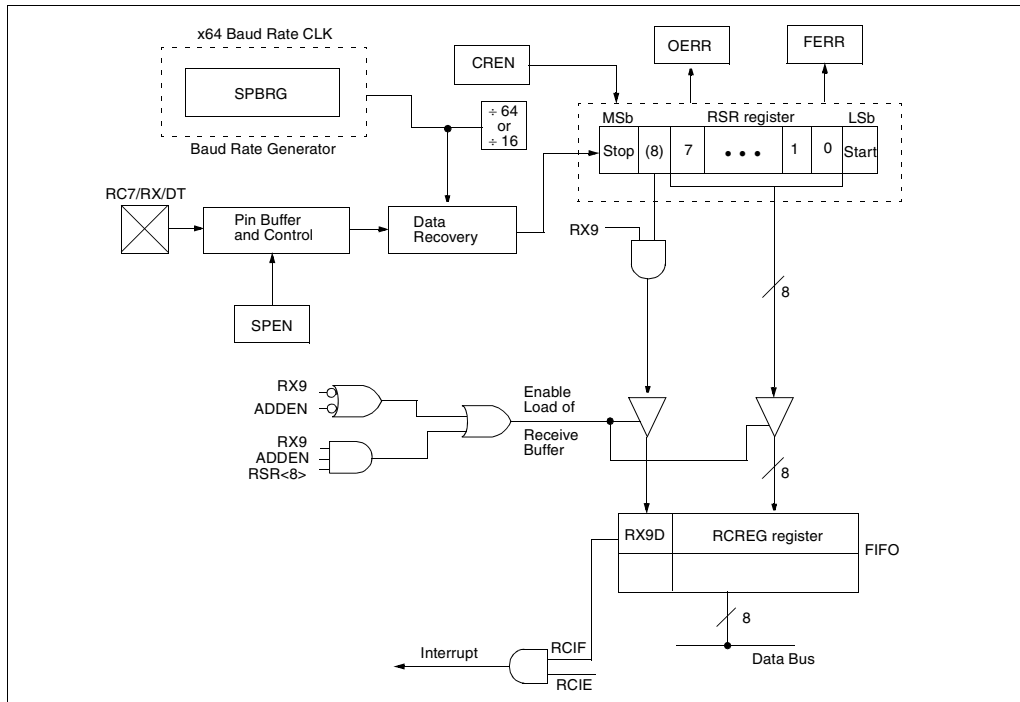 x64 Baud Rate CLK
SPBRG
Baud Rate Generator
÷ 64
or
÷ 16
CREN
OERR
FERR
MSb
RSR register
LSb
Stop
(8)
7
• • •
1
0
Start
RC7/RX/DT
Pin Buffer
and Control
Data
Recovery
SPEN
RX9
8
RX9
ADDEN
RX9
ADDEN
RSR<8>
Enable
Load of
Receive
Buffer
8
RX9D
RCREG register
FIFO
8
Data Bus
Interrupt
RCIF
RCIE